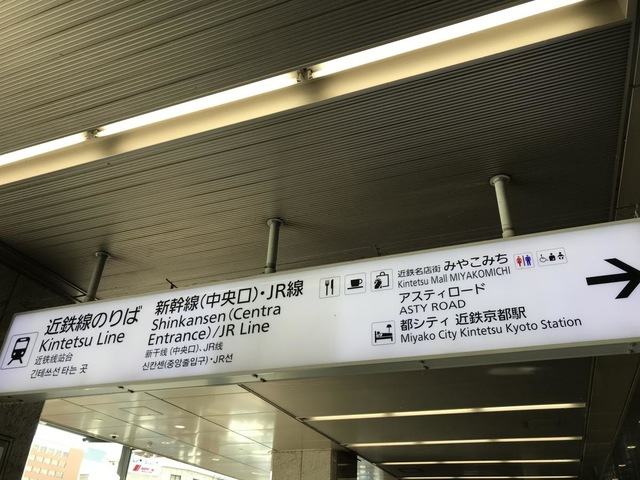 近鉄線のりば
Kintetsu Line
近铁线站台
긴테쓰선 타는 곳
新幹線(中央口)・JR線
Shinkansen (Centra
Entrance)/JR Line
新干线 (中央口)、JR线
신칸센(중앙출입구)・JR선
近鉄名店街 みやこみち
Kintetsu Mall MIYAKOMICHI
アスティロード
ASTY ROAD
都シティ 近鉄京都駅
Miyako City Kintetsu Kyoto Station